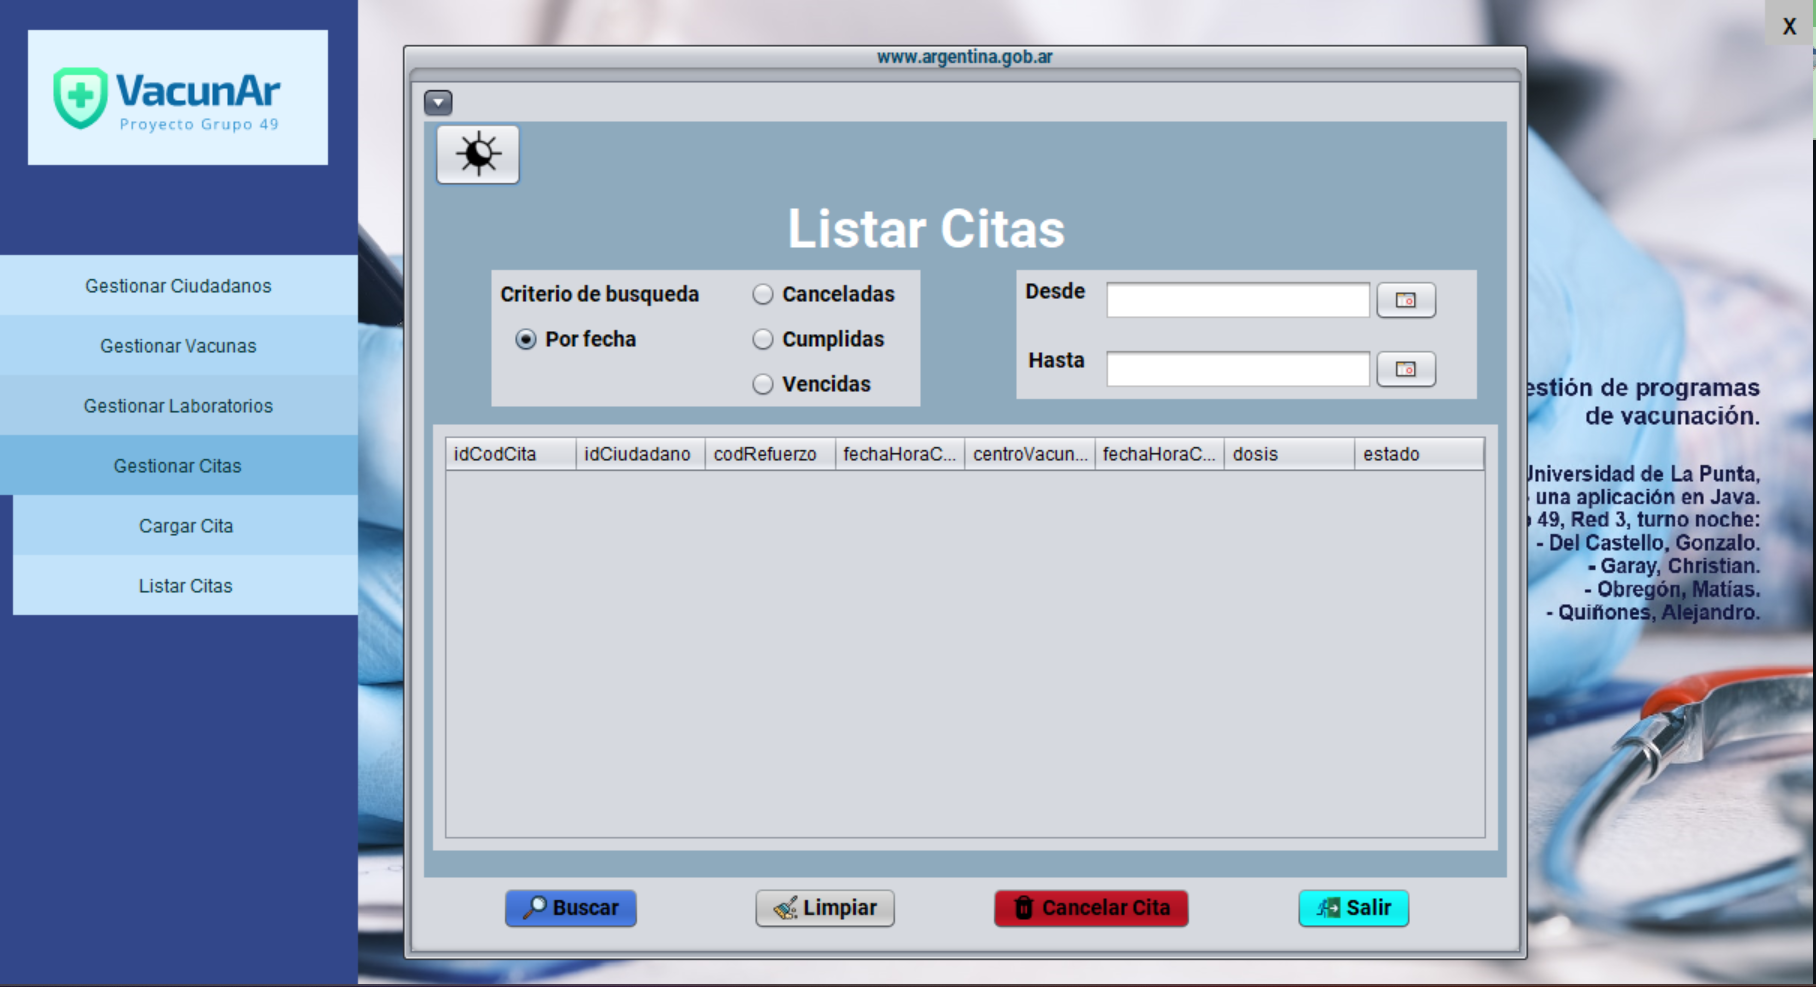 VacunAr
Proyecto Grupo 49
Gestionar Ciudadanos
Gestionar Vacunas
Gestionar Laboratorios
Gestionar Citas
Cargar Cita
Listar Citas
www.argentina.gob.ar
X
Listar Citas
Criterio de busqueda
Por fecha
Canceladas
Cumplidas
Vencidas
Desde
Hasta
idCodCita idCiudadano codRefuerzo fechaHoraC... centroVacun... fechaHoraC... dosis estado
Buscar Limpiar Cancelar Cita Salir
estión de programas
de vacunación.
Universidad de La Punta,
una aplicación en Java.
49, Red 3, turno noche:
- Del Castello, Gonzalo.
- Garay, Christian.
- Obregón, Matías.
- Quiñones, Alejandro.